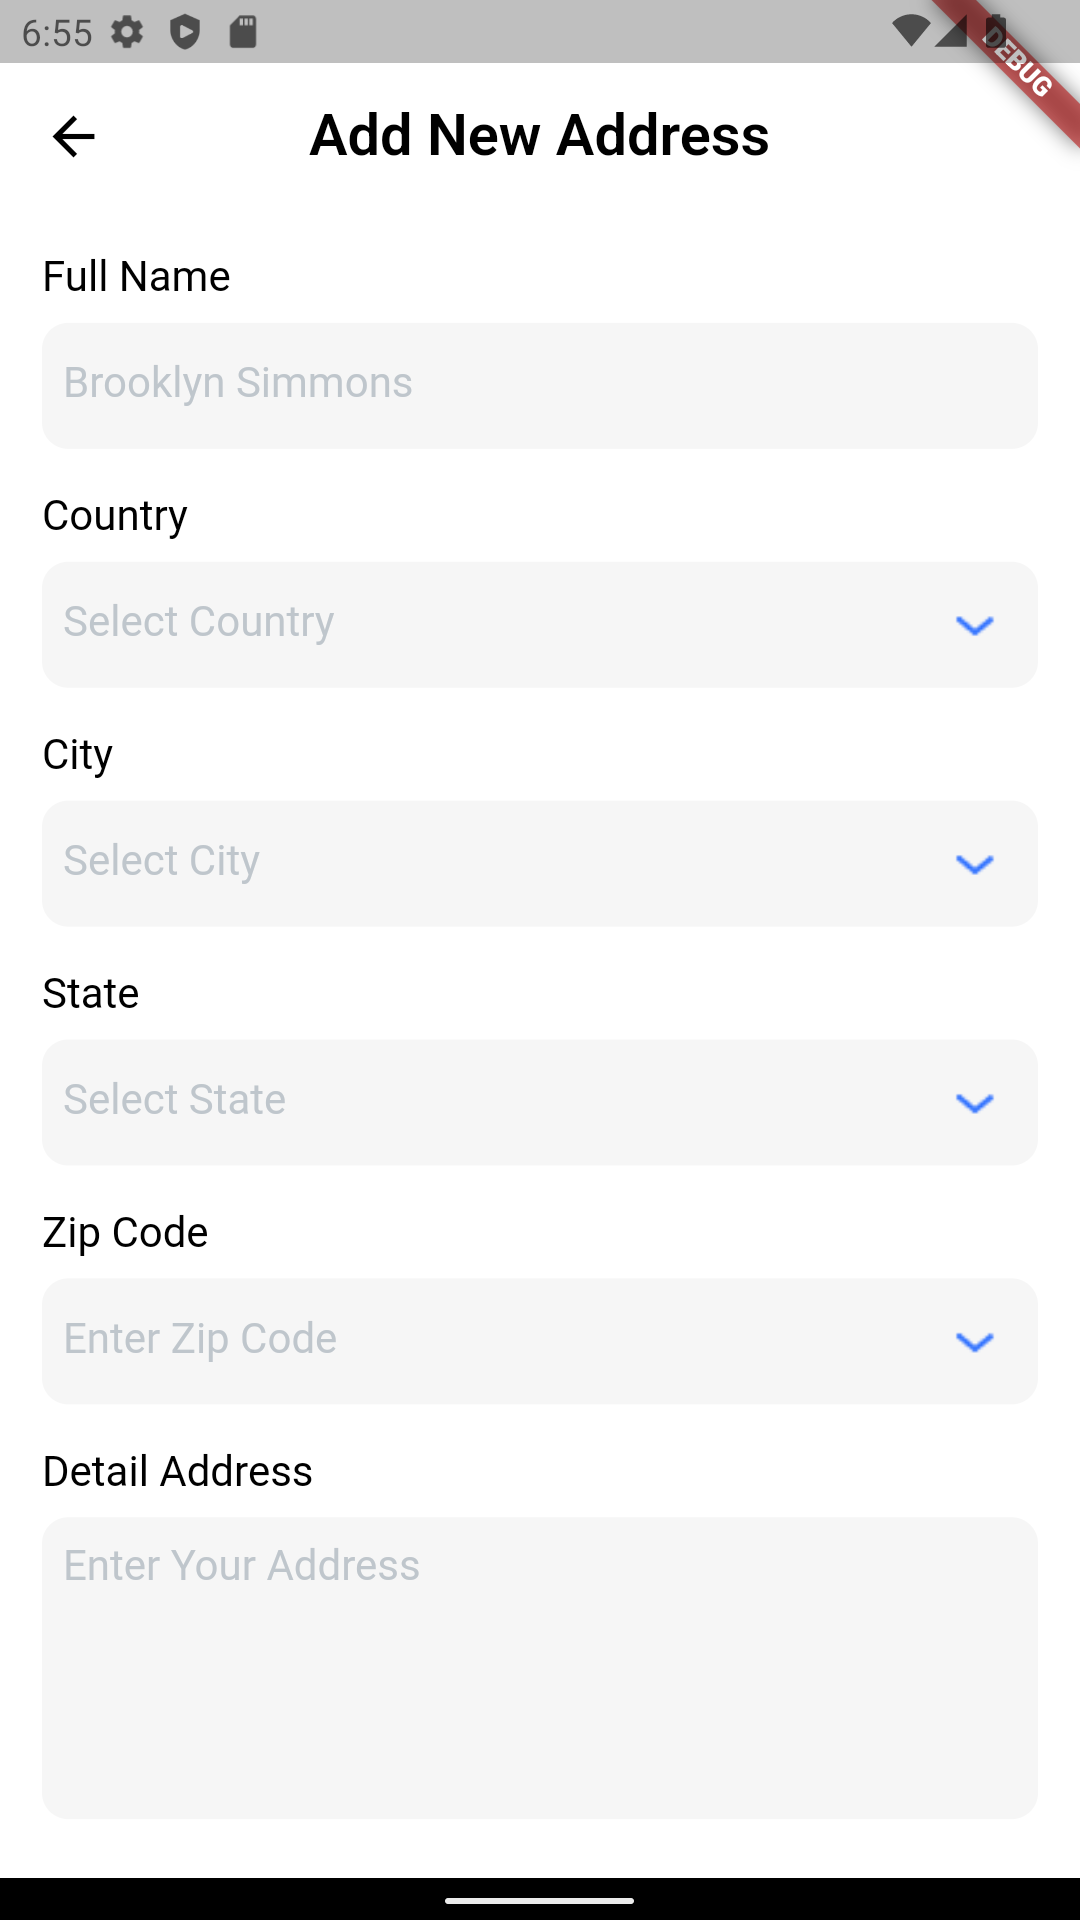 6:55
DEBUG
Add New Address
Full Name
Brooklyn Simmons
Country
Select Country
City
Select City
State
Select State
Zip Code
Enter Zip Code
Detail Address
Enter Your Address